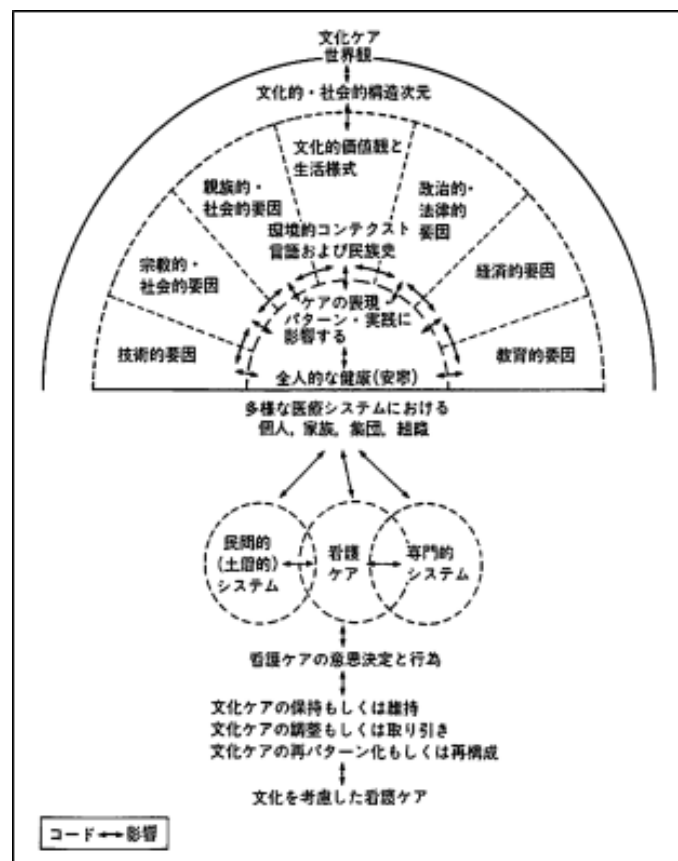 文化ケア
世界観
文化的・社会的構造次元
文化的価値観と
生活様式
親族的・
社会的要因
政治的・
法律的
要因
環境的コンテクスト
言語および民族史
宗教的・
社会的要因
経済的要因
ケアの表現
パターン・実践に
影響する
技術的要因
教育的要因
全人的な健康(安寧)
多様な医療システムにおける
個人, 家族, 集団, 組織
民間的
(土着的)
システム
看護
ケア
専門的
システム
看護ケアの意思決定と行為
文化ケアの保持もしくは維持
文化ケアの調整もしくは取り引き
文化ケアの再パターン化もしくは再構成
文化を考慮した看護ケア
コード↔影響